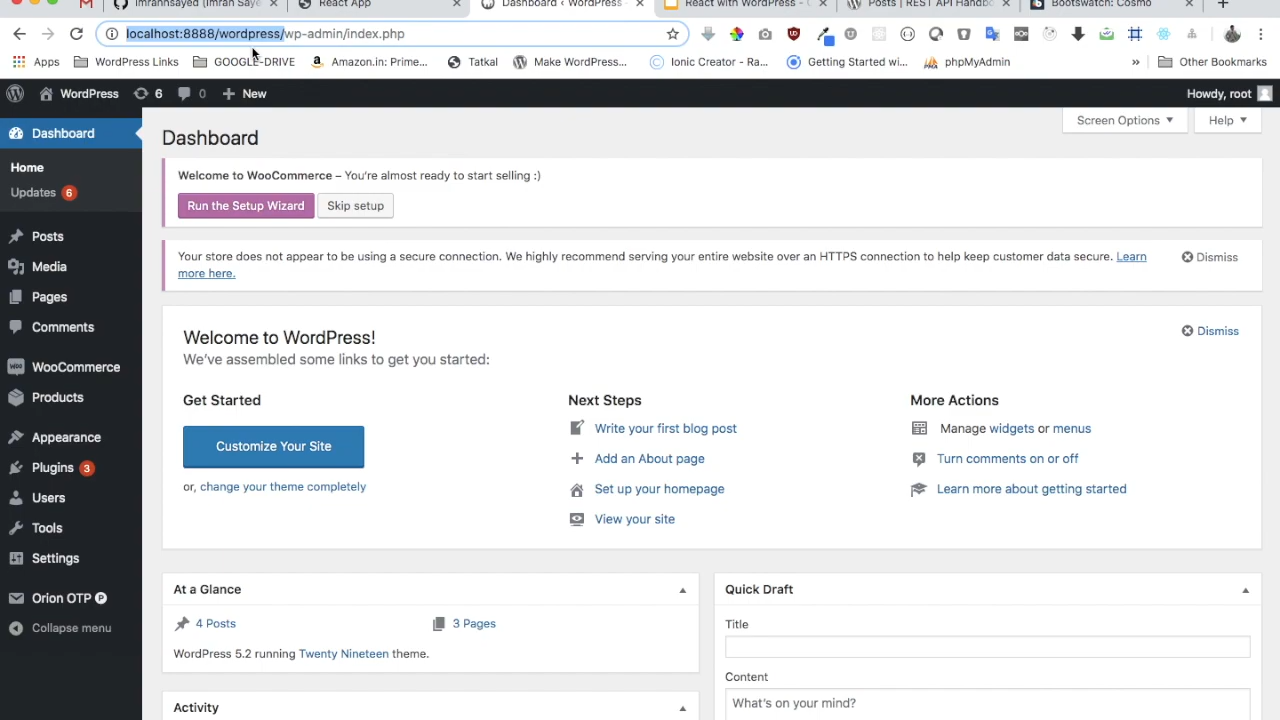 imranhsayed (Imran Saye
React App
Dashboard ‹ WordPress
React with WordPress -
Posts | REST API Handbo
Bootswatch: Cosmo
localhost:8888/wordpress/wp-admin/index.php
Apps
WordPress Links
GOOGLE-DRIVE
Amazon.in: Prime...
Tatkal
Make WordPress...
Ionic Creator - Ra...
Getting Started wi...
phpMyAdmin
»
Other Bookmarks
WordPress
6
0
New
Howdy, root
Dashboard
Home
Updates 6
Posts
Media
Pages
Comments
WooCommerce
Products
Appearance
Plugins 3
Users
Tools
Settings
Orion OTP P
Collapse menu
Screen Options
Help
Dashboard
Welcome to WooCommerce – You're almost ready to start selling :)
Run the Setup Wizard
Skip setup
Your store does not appear to be using a secure connection. We highly recommend serving your entire website over an HTTPS connection to help keep customer data secure. Learn
more here.
Dismiss
Welcome to WordPress!
We've assembled some links to get you started:
Dismiss
Get Started
Customize Your Site
or, change your theme completely
Next Steps
Write your first blog post
Add an About page
Set up your homepage
View your site
More Actions
Manage widgets or menus
Turn comments on or off
Learn more about getting started
At a Glance
4 Posts
3 Pages
WordPress 5.2 running Twenty Nineteen theme.
Activity
Quick Draft
Title
Content
What's on your mind?